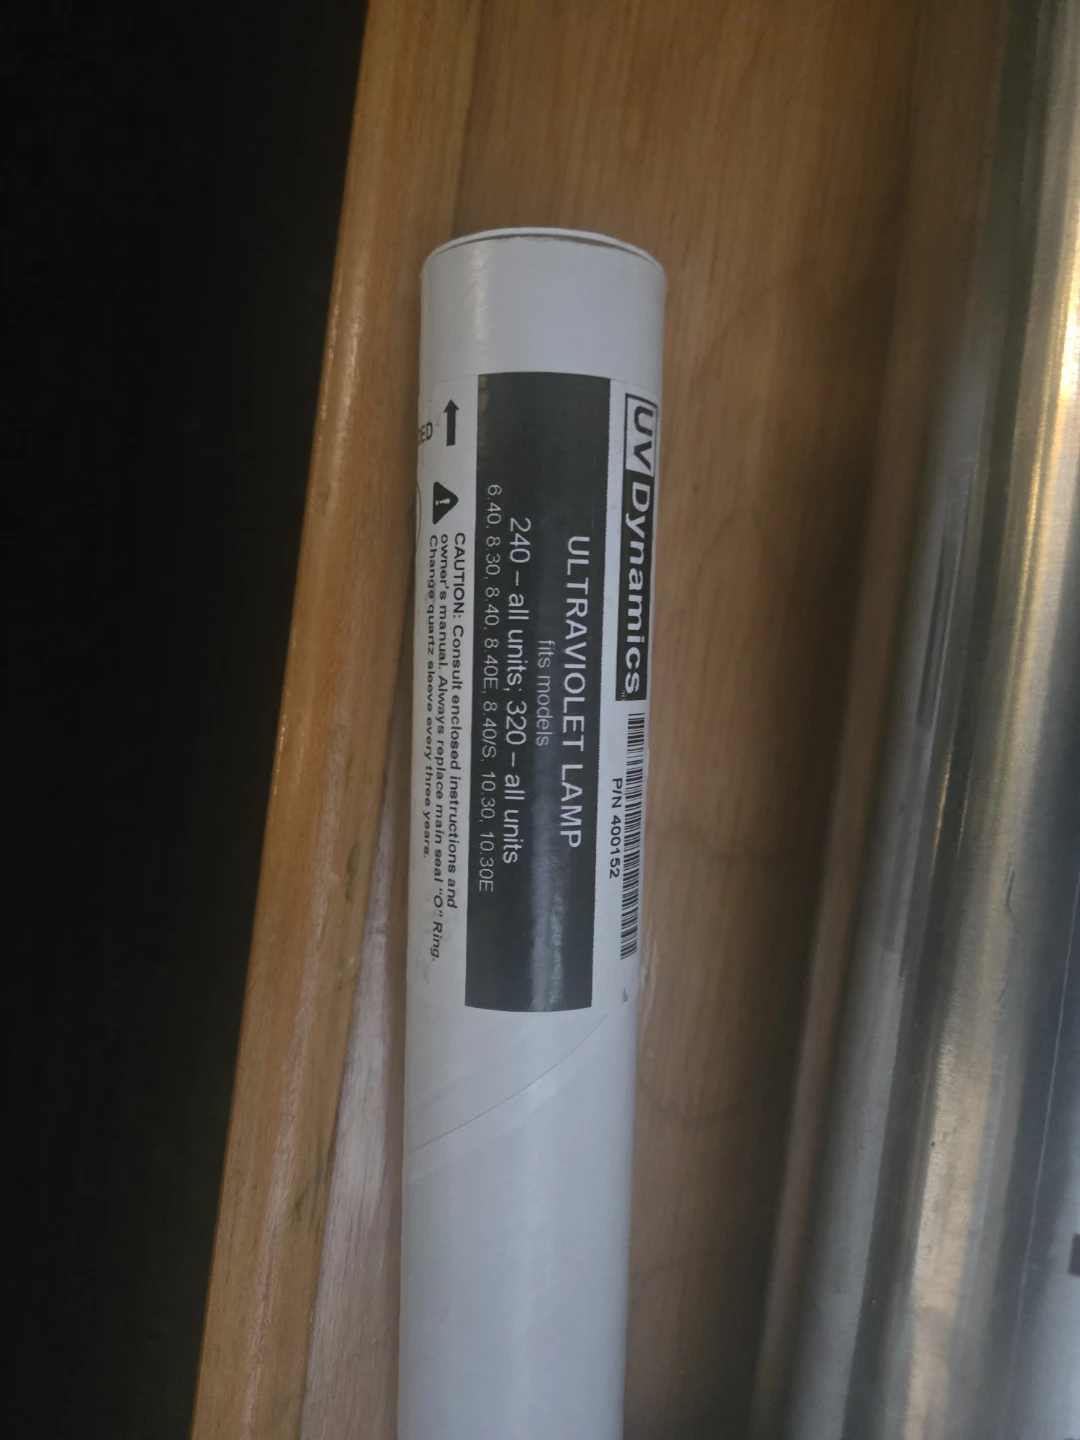 UV Dynamics
P/N 400152
ULTRAVIOLET LAMP
fits models
240 – all units; 320 – all units
6.40, 8.30, 8.40, 8.40E, 8.40/S, 10.30, 10.30E
CAUTION: Consult enclosed instructions and
owner's manual. Always replace main seal "O" Ring.
Change quartz sleeve every three years.